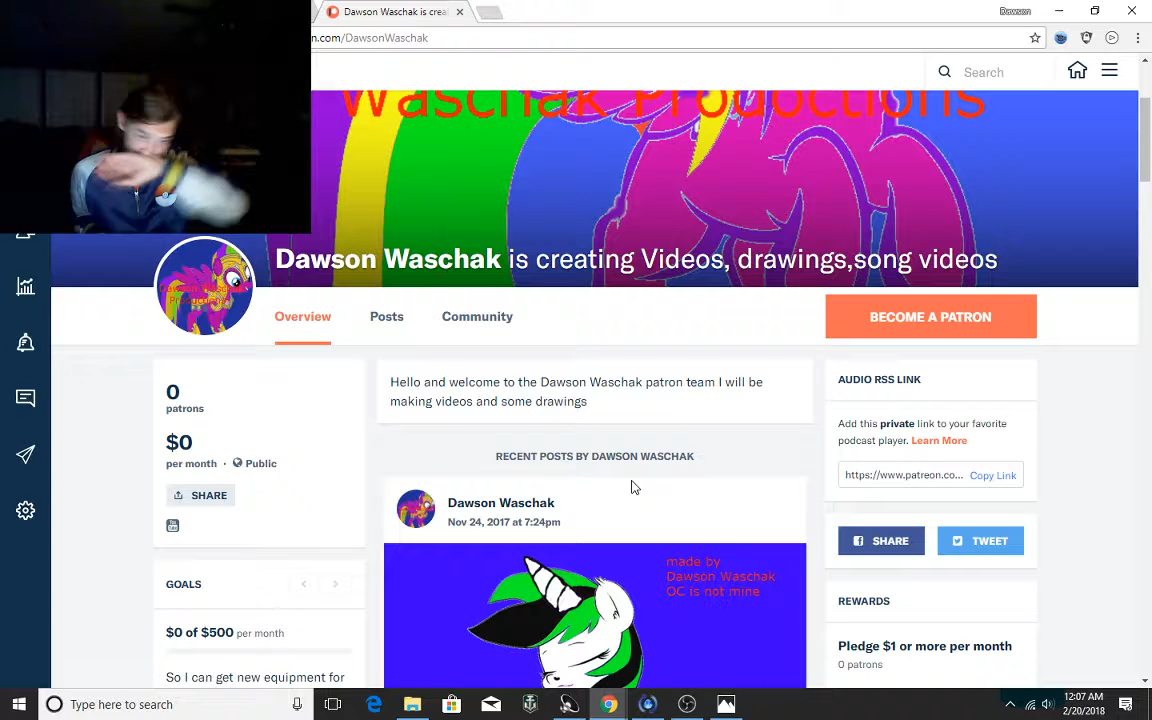 Dawson Waschak is crea
Dawson
n.com/DawsonWaschak
Search
Waschak Productions
Dawson Waschak is creating Videos, drawings,song videos
Overview
Posts
Community
BECOME A PATRON
0
patrons
$0
per month · Public
SHARE
Hello and welcome to the Dawson Waschak patron team I will be
making videos and some drawings
RECENT POSTS BY DAWSON WASCHAK
Dawson Waschak
Nov 24, 2017 at 7:24pm
made by
Dawson Waschak
OC is not mine
AUDIO RSS LINK
Add this private link to your favorite
podcast player. Learn More
https://www.patreon.co... Copy Link
SHARE
TWEET
GOALS
$0 of $500 per month
So I can get new equipment for
REWARDS
Pledge $1 or more per month
0 patrons
Type here to search
12:07 AM
2/20/2018